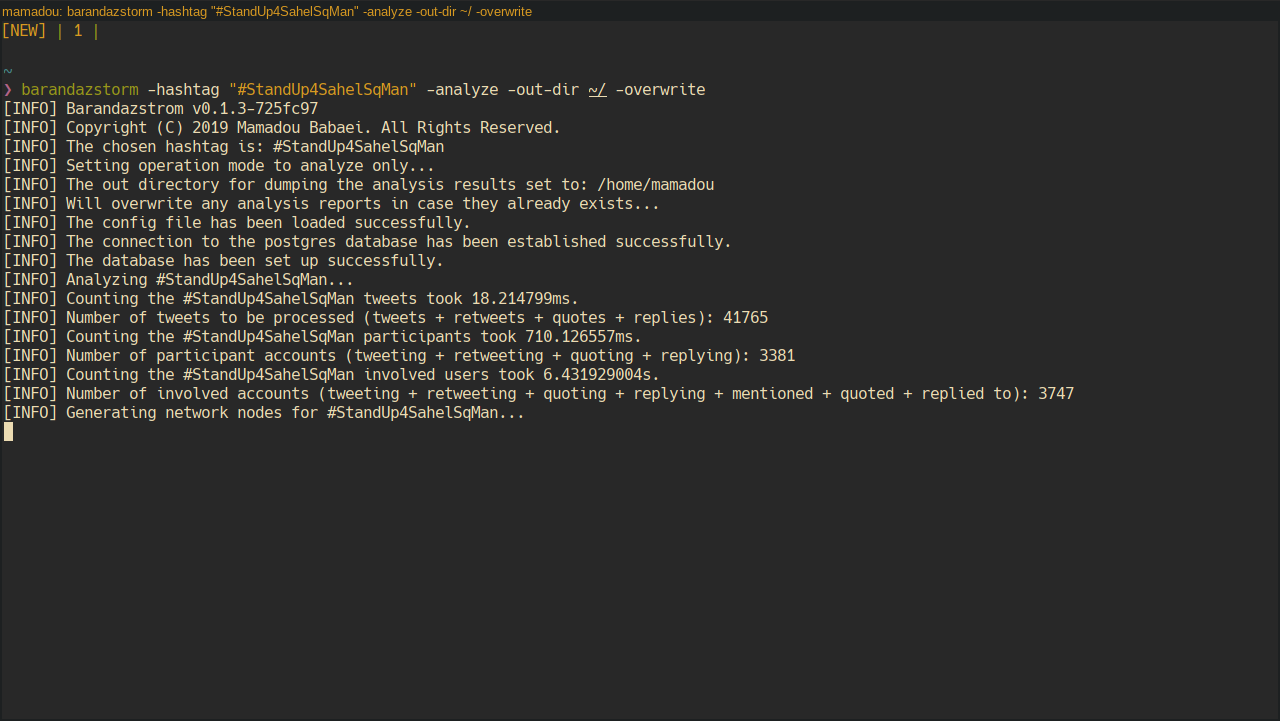 mamadou: barandazstorm -hashtag "#StandUp4SahelSqMan" -analyze -out-dir ~/ -overwrite
[NEW] | 1 |
~
❯ barandazstorm -hashtag "#StandUp4SahelSqMan" -analyze -out-dir ~/ -overwrite
[INFO] Barandazstrom v0.1.3-725fc97
[INFO] Copyright (C) 2019 Mamadou Babaei. All Rights Reserved.
[INFO] The chosen hashtag is: #StandUp4SahelSqMan
[INFO] Setting operation mode to analyze only...
[INFO] The out directory for dumping the analysis results set to: /home/mamadou
[INFO] Will overwrite any analysis reports in case they already exists...
[INFO] The config file has been loaded successfully.
[INFO] The connection to the postgres database has been established successfully.
[INFO] The database has been set up successfully.
[INFO] Analyzing #StandUp4SahelSqMan...
[INFO] Counting the #StandUp4SahelSqMan tweets took 18.214799ms.
[INFO] Number of tweets to be processed (tweets + retweets + quotes + replies): 41765
[INFO] Counting the #StandUp4SahelSqMan participants took 710.126557ms.
[INFO] Number of participant accounts (tweeting + retweeting + quoting + replying): 3381
[INFO] Counting the #StandUp4SahelSqMan involved users took 6.431929004s.
[INFO] Number of involved accounts (tweeting + retweeting + quoting + replying + mentioned + quoted + replied to): 3747
[INFO] Generating network nodes for #StandUp4SahelSqMan...